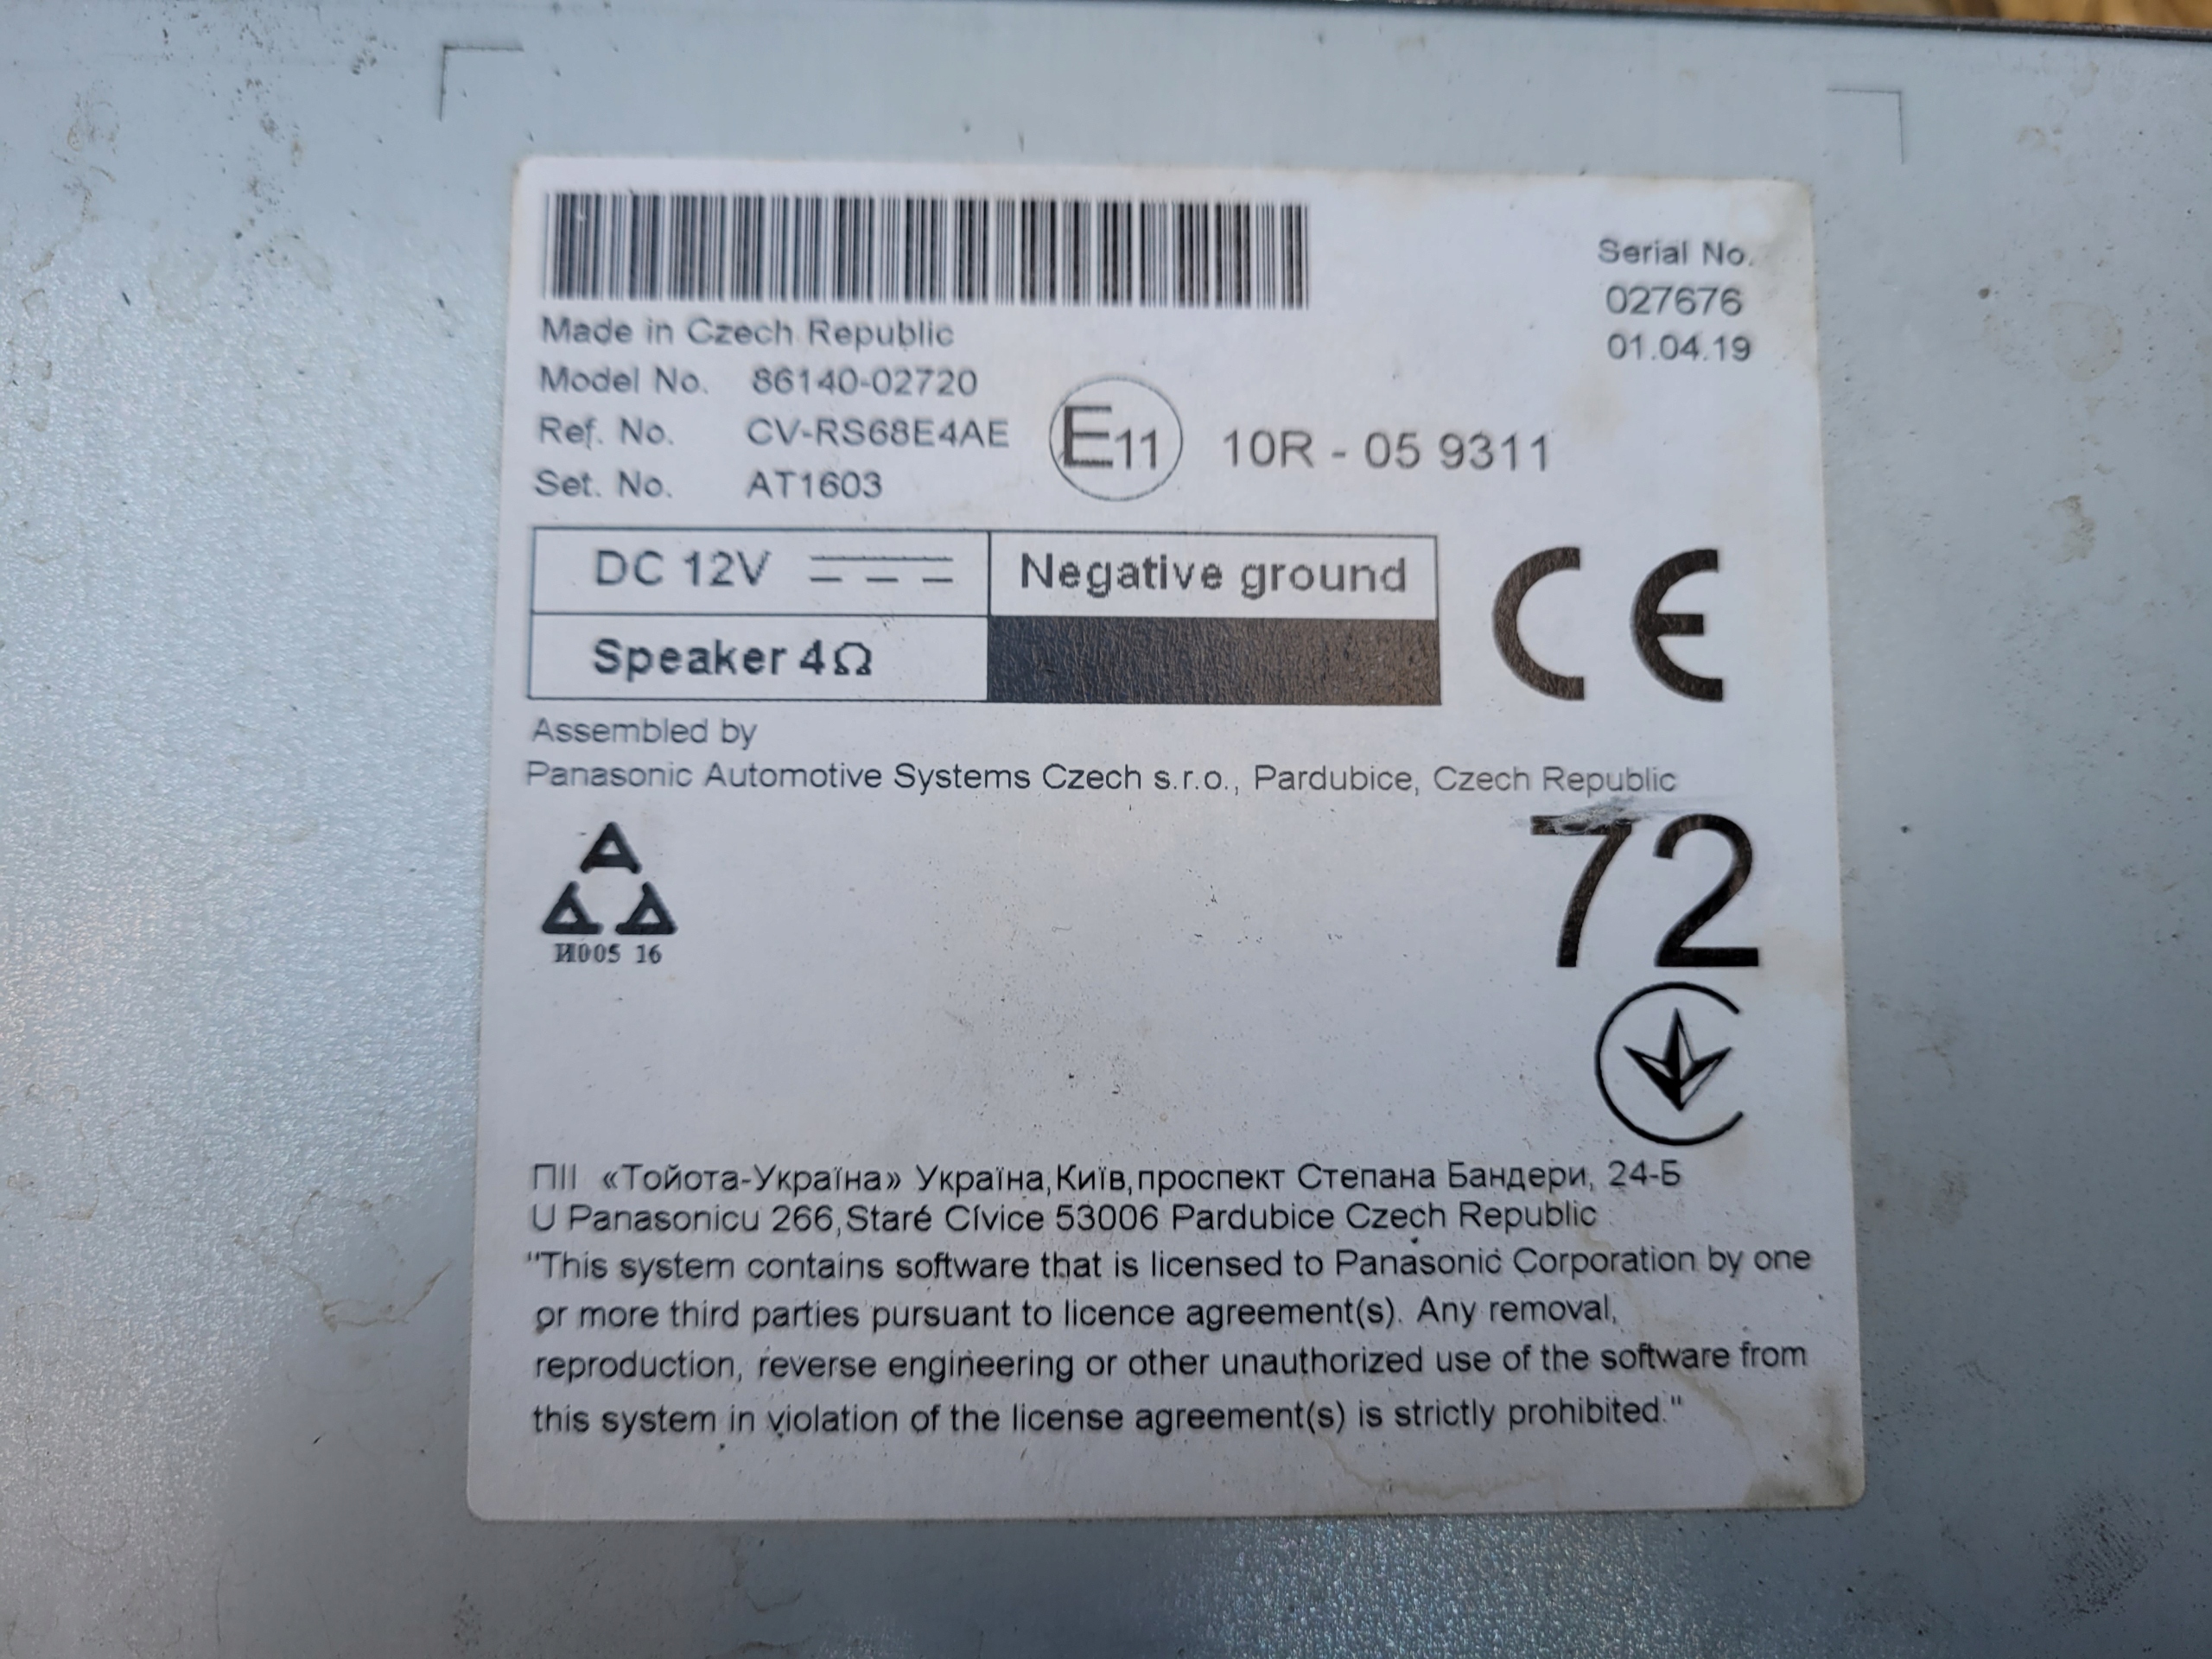 Serial No.
027676
01.04.19
Made in Czech Republic
Model No. 86140-02720
Ref. No. CV-RS68E4AE
Set. No. AT1603
E11 10R - 05 9311
DC 12V Negative ground
Speaker 4Ω
CE
Assembled by
Panasonic Automotive Systems Czech s.r.o., Pardubice, Czech Republic
72
И005 16
ПІІ «Тойота-Україна» Україна,Київ,проспект Степана Бандери, 24-Б
U Panasonicu 266,Staré Cívice 53006 Pardubice Czech Republic
"This system contains software that is licensed to Panasonic Corporation by one
or more third parties pursuant to licence agreement(s). Any removal,
reproduction, reverse engineering or other unauthorized use of the software from
this system in violation of the license agreement(s) is strictly prohibited."